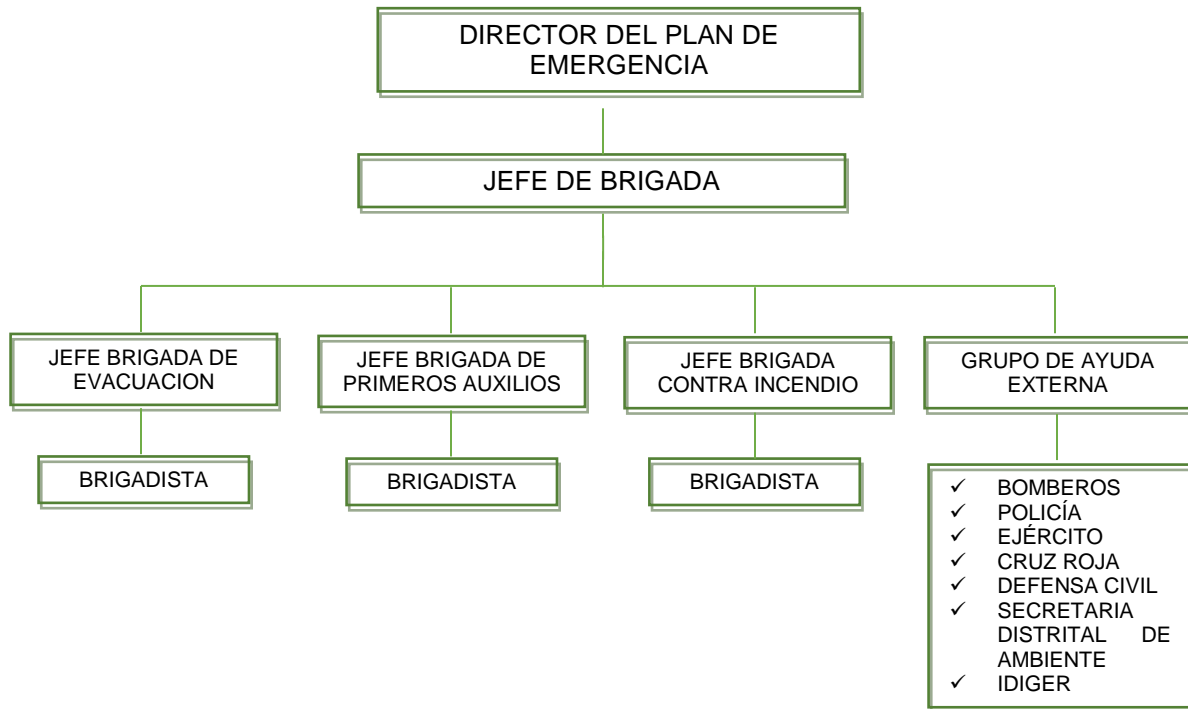 DIRECTOR DEL PLAN DE
EMERGENCIA
JEFE DE BRIGADA
JEFE BRIGADA DE
EVACUACION
JEFE BRIGADA DE
PRIMEROS AUXILIOS
JEFE BRIGADA
CONTRA INCENDIO
GRUPO DE AYUDA
EXTERNA
BRIGADISTA
BRIGADISTA
BRIGADISTA
✓ BOMBEROS
✓ POLICÍA
✓ EJÉRCITO
✓ CRUZ ROJA
✓ DEFENSA CIVIL
✓ SECRETARIA
DISTRITAL DE
AMBIENTE
✓ IDIGER